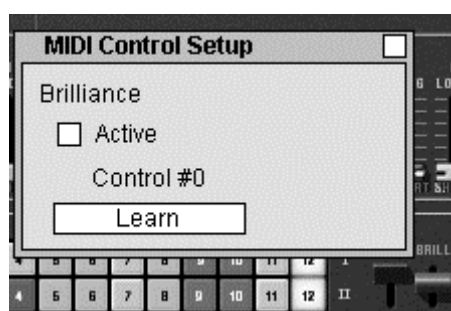 MIDI Control Setup
Brilliance
Active
Control #0
Learn
BRILL
12 I
4 5 6 7 8 9 10 11 12 II